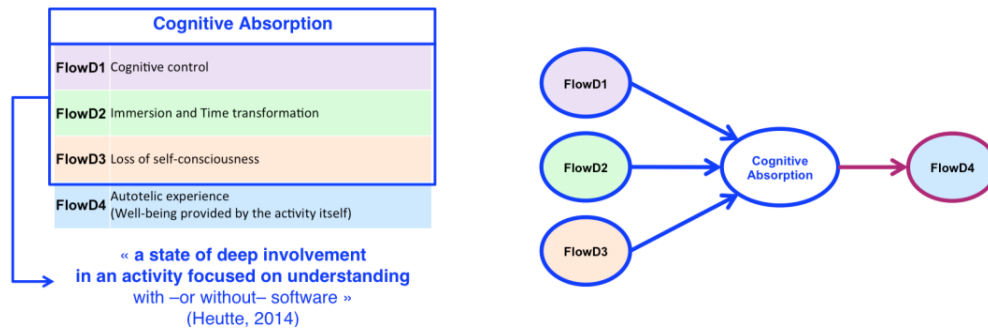 Cognitive Absorption
FlowD1 Cognitive control
FlowD2 Immersion and Time transformation
FlowD3 Loss of self-consciousness
FlowD4 Autotelic experience
(Well-being provided by the activity itself)
« a state of deep involvement
in an activity focused on understanding
with –or without– software »
(Heutte, 2014)
FlowD1
FlowD2
FlowD3
Cognitive
Absorption
FlowD4